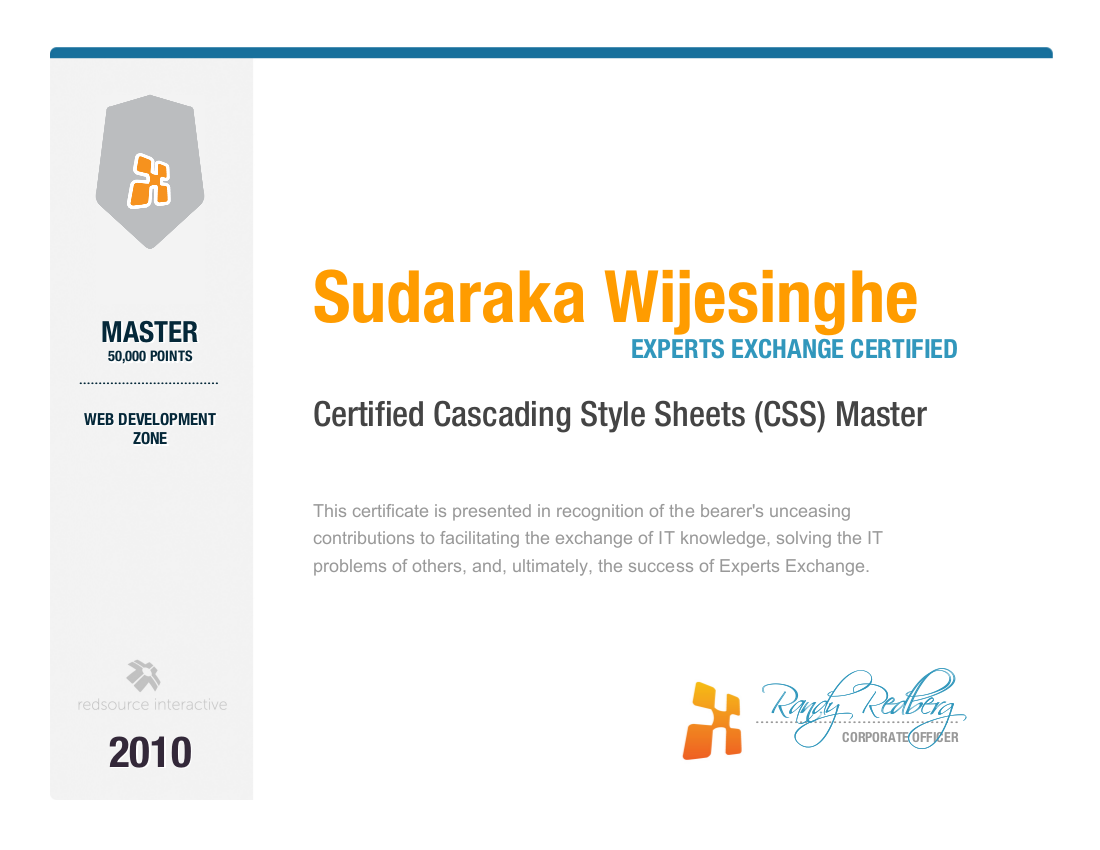 MASTER
50,000 POINTS
WEB DEVELOPMENT
ZONE
redsource interactive
2010
Sudaraka Wijesinghe
EXPERTS EXCHANGE CERTIFIED
Certified Cascading Style Sheets (CSS) Master
This certificate is presented in recognition of the bearer's unceasing
contributions to facilitating the exchange of IT knowledge, solving the IT
problems of others, and, ultimately, the success of Experts Exchange.
Randy Redberg
CORPORATE OFFICER